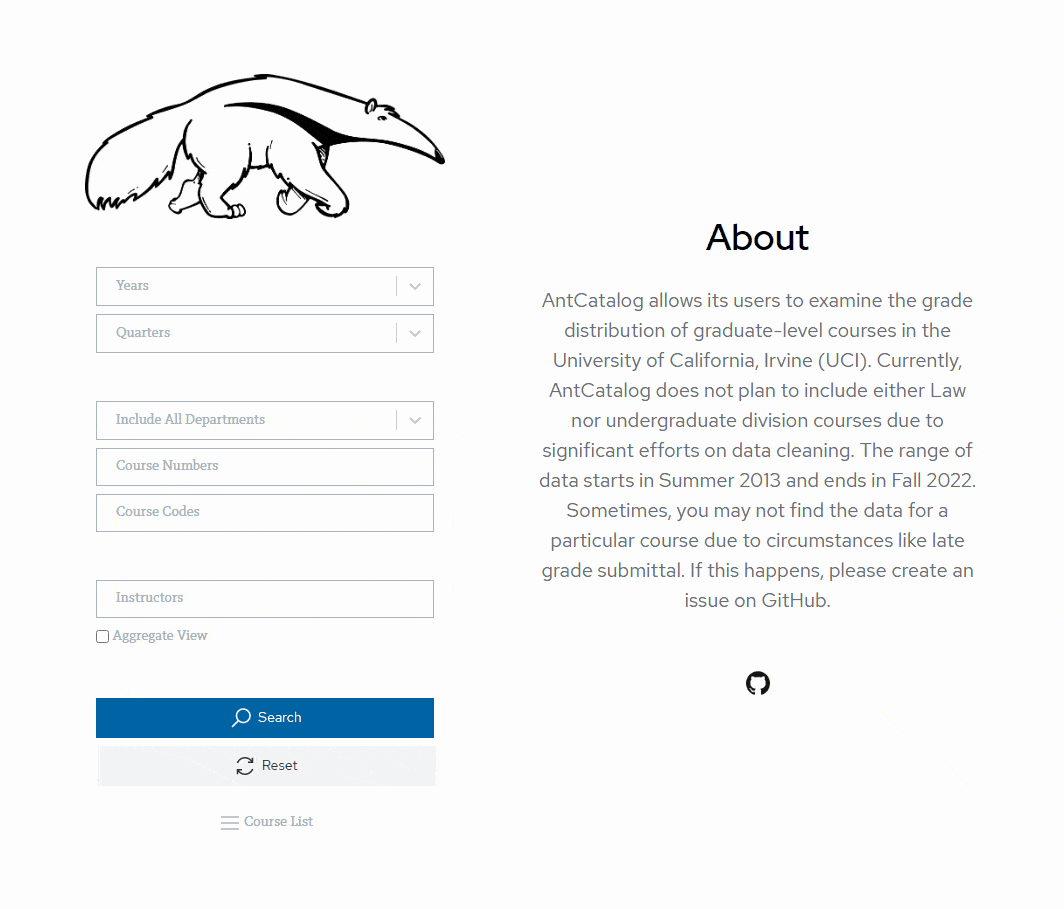 Years
Quarters
Include All Departments
Course Numbers
Course Codes
Instructors
Aggregate View
Search
Reset
Course List
About
AntCatalog allows its users to examine the grade
distribution of graduate-level courses in the
University of California, Irvine (UCI). Currently,
AntCatalog does not plan to include either Law
nor undergraduate division courses due to
significant efforts on data cleaning. The range of
data starts in Summer 2013 and ends in Fall 2022.
Sometimes, you may not find the data for a
particular course due to circumstances like late
grade submittal. If this happens, please create an
issue on GitHub.